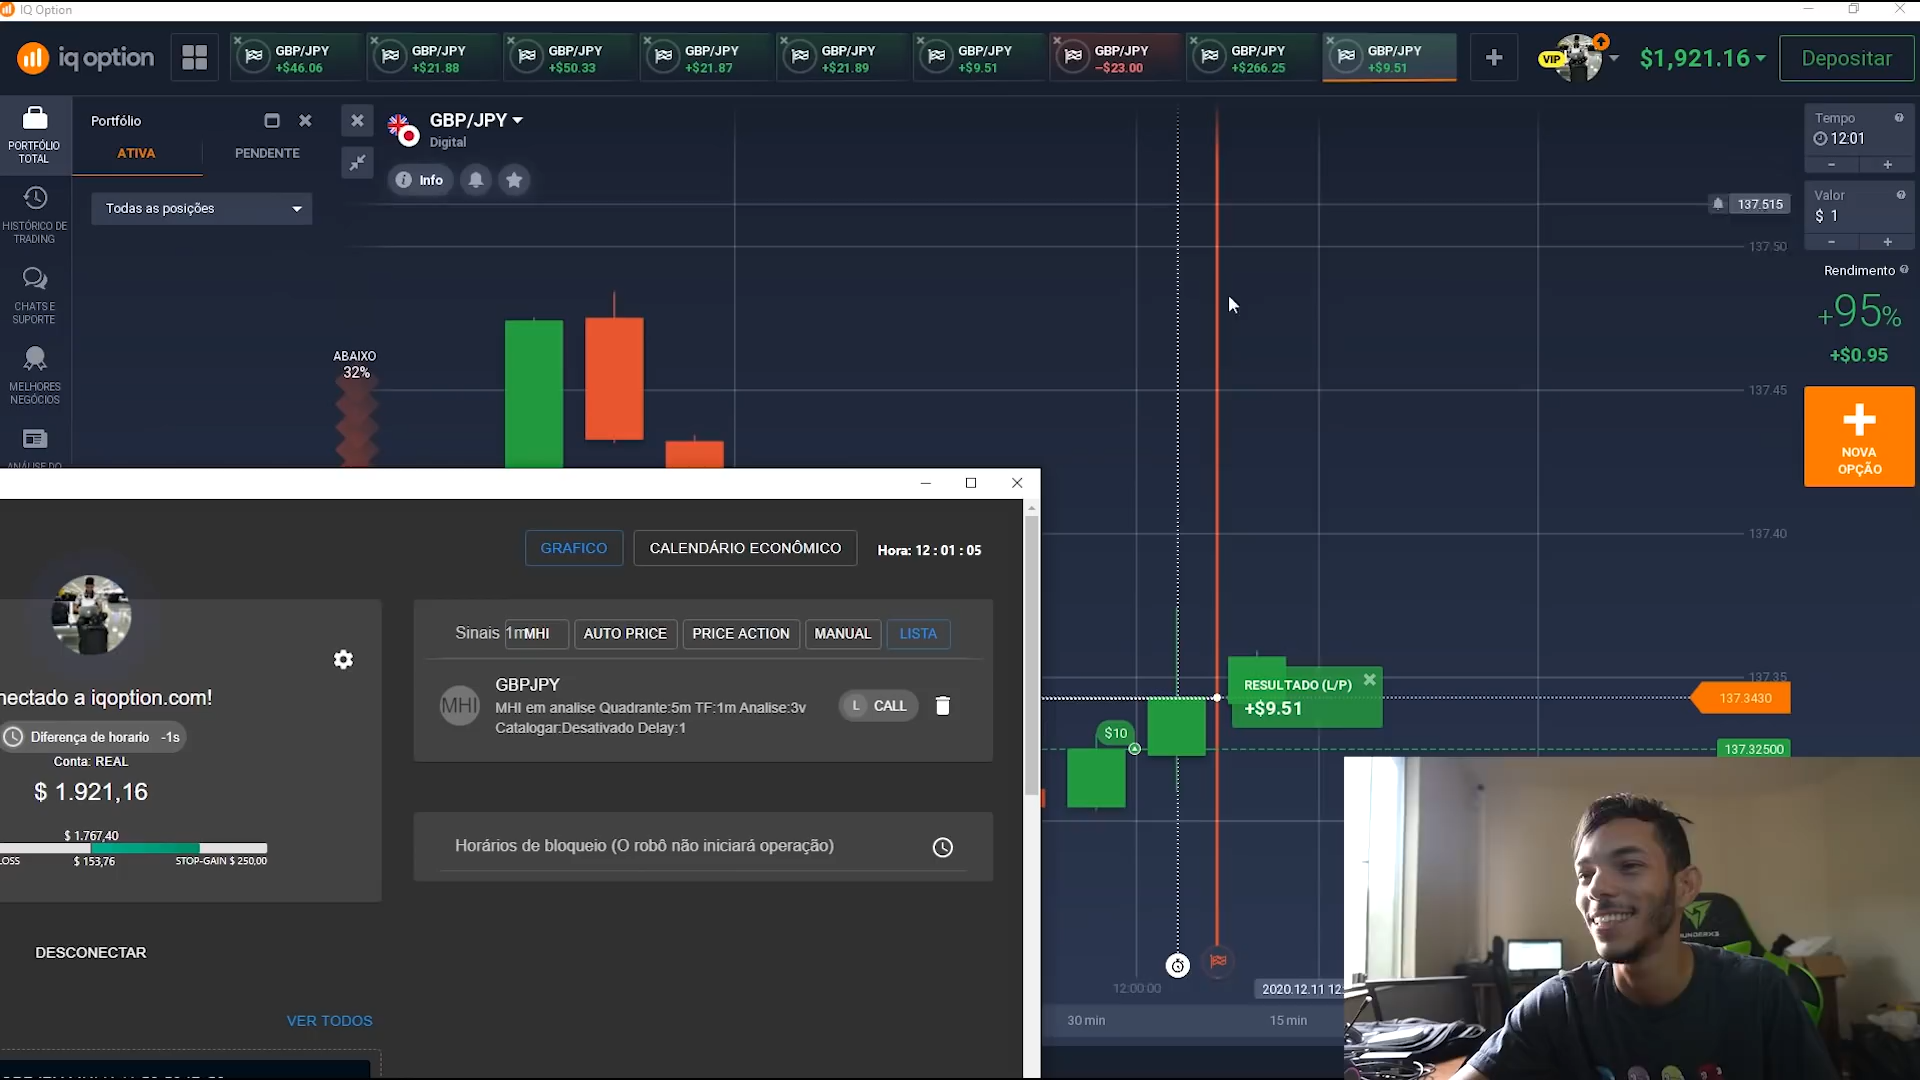 IQ Option
iq option
GBP/JPY
+$46.06
GBP/JPY
+$21.88
GBP/JPY
+$50.33
GBP/JPY
+$21.87
GBP/JPY
+$21.89
GBP/JPY
+$9.51
GBP/JPY
−$23.00
GBP/JPY
+$266.25
GBP/JPY
+$9.51
VIP
$1,921.16
Depositar
PORTFÓLIO
TOTAL
HISTÓRICO DE
TRADING
CHATS E
SUPORTE
MELHORES
NEGÓCIOS
ANÁLISE DO
Portfólio
ATIVA
PENDENTE
Todas as posições
GBP/JPY
Digital
Info
ABAIXO
32%
137.515
137.50
137.45
137.40
137.35
137.3430
137.32500
Tempo
12:01
Valor
$ 1
Rendimento
+95%
+$0.95
NOVA
OPÇÃO
RESULTADO (L/P)
+$9.51
$10
12:00:00
2020.12.11 12
30 min
15 min
GRAFICO
CALENDÁRIO ECONÔMICO
Hora: 12 : 01 : 05
Sinais 1m
MHI
AUTO PRICE
PRICE ACTION
MANUAL
LISTA
MHI
GBPJPY
MHI em analise Quadrante:5m TF:1m Analise:3v
Catalogar:Desativado Delay:1
L
CALL
Horários de bloqueio (O robô não iniciará operação)
nectado a iqoption.com!
Diferença de horario -1s
Conta: REAL
$ 1.921,16
$ 1.767,40
LOSS
$ 153,76
STOP-GAIN $ 250,00
DESCONECTAR
VER TODOS